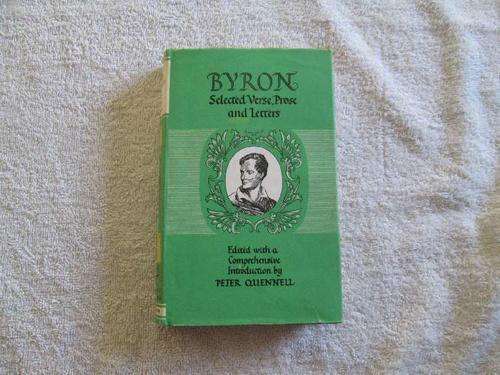 BYRON
Selected Verse, Prose
and Letters
Edited with a
Comprehensive
Introduction by
PETER QUENNELL